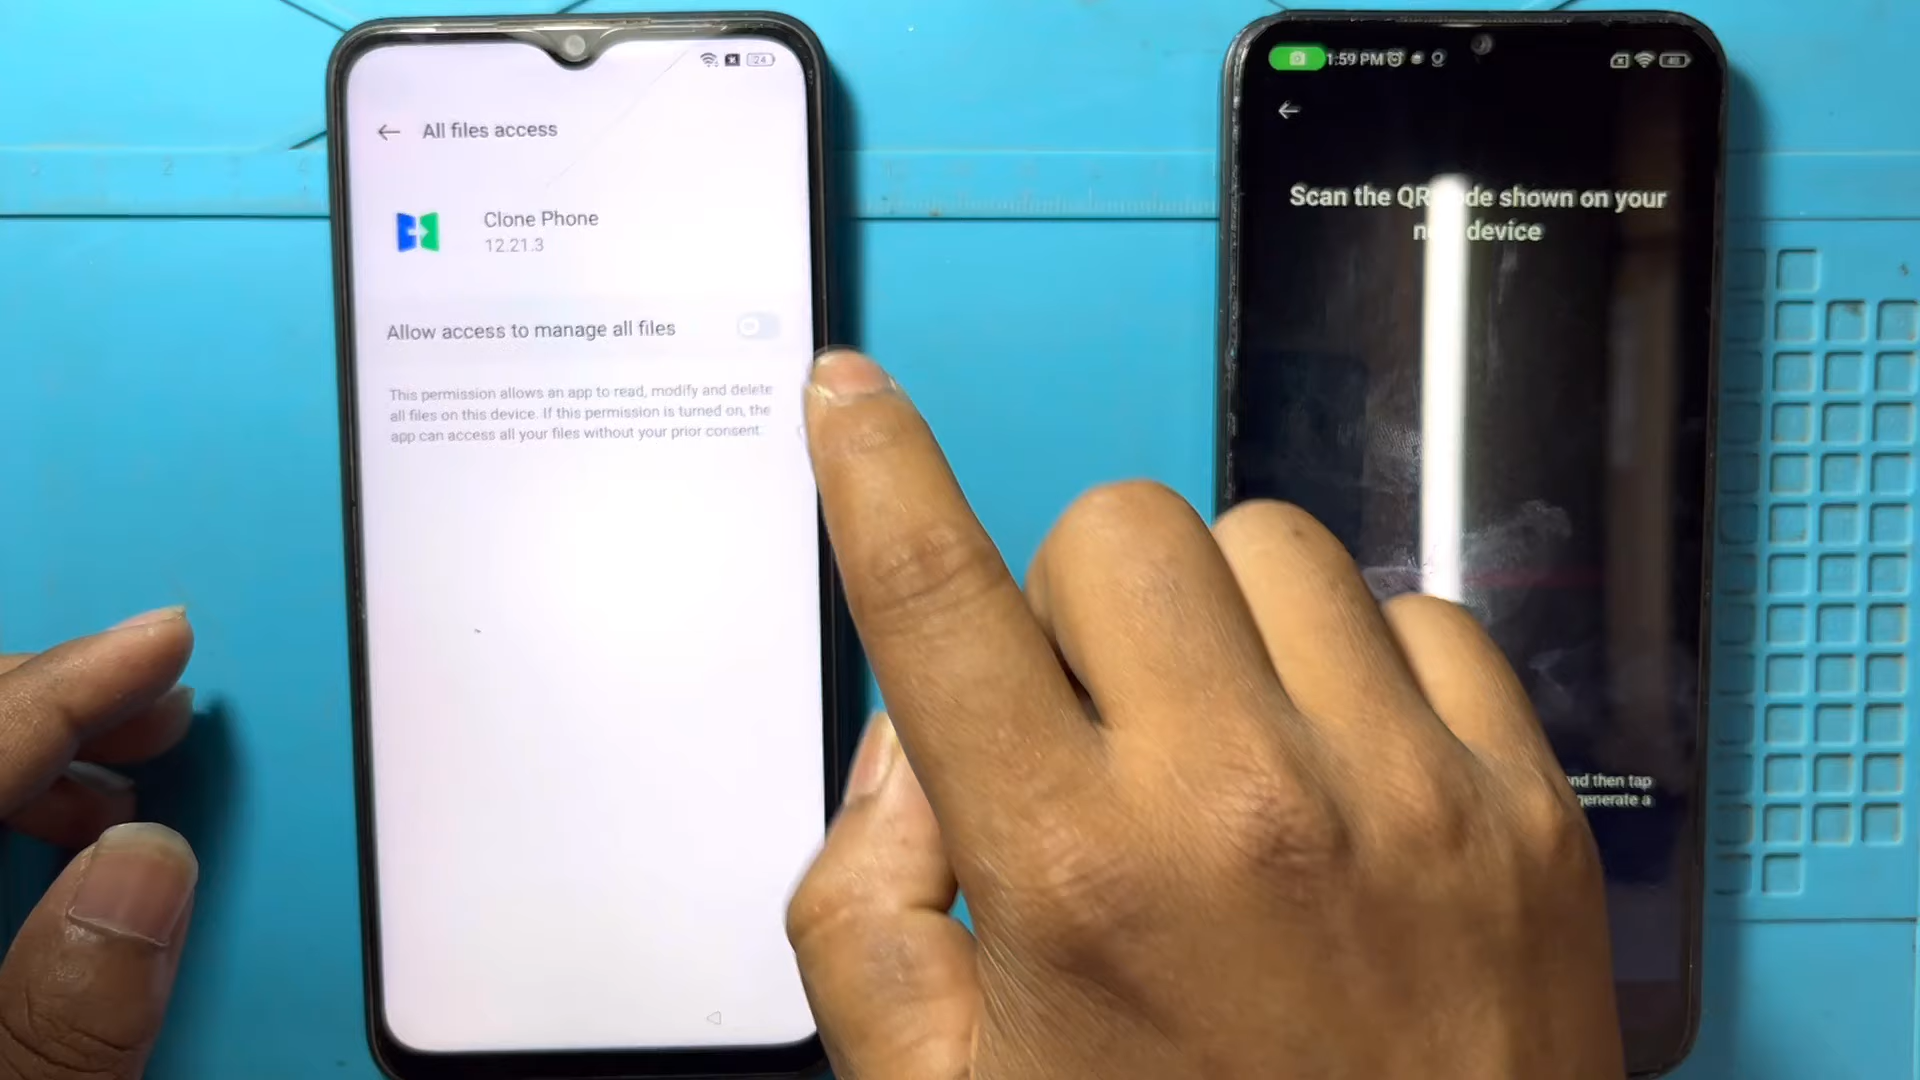 24
All files access
Clone Phone
12.21.3
Allow access to manage all files
This permission allows an app to read, modify and delete
all files on this device. If this permission is turned on, the
app can access all your files without your prior consent.
1:59 PM
Scan the QR de shown on your
device
nd then tap
enerate a